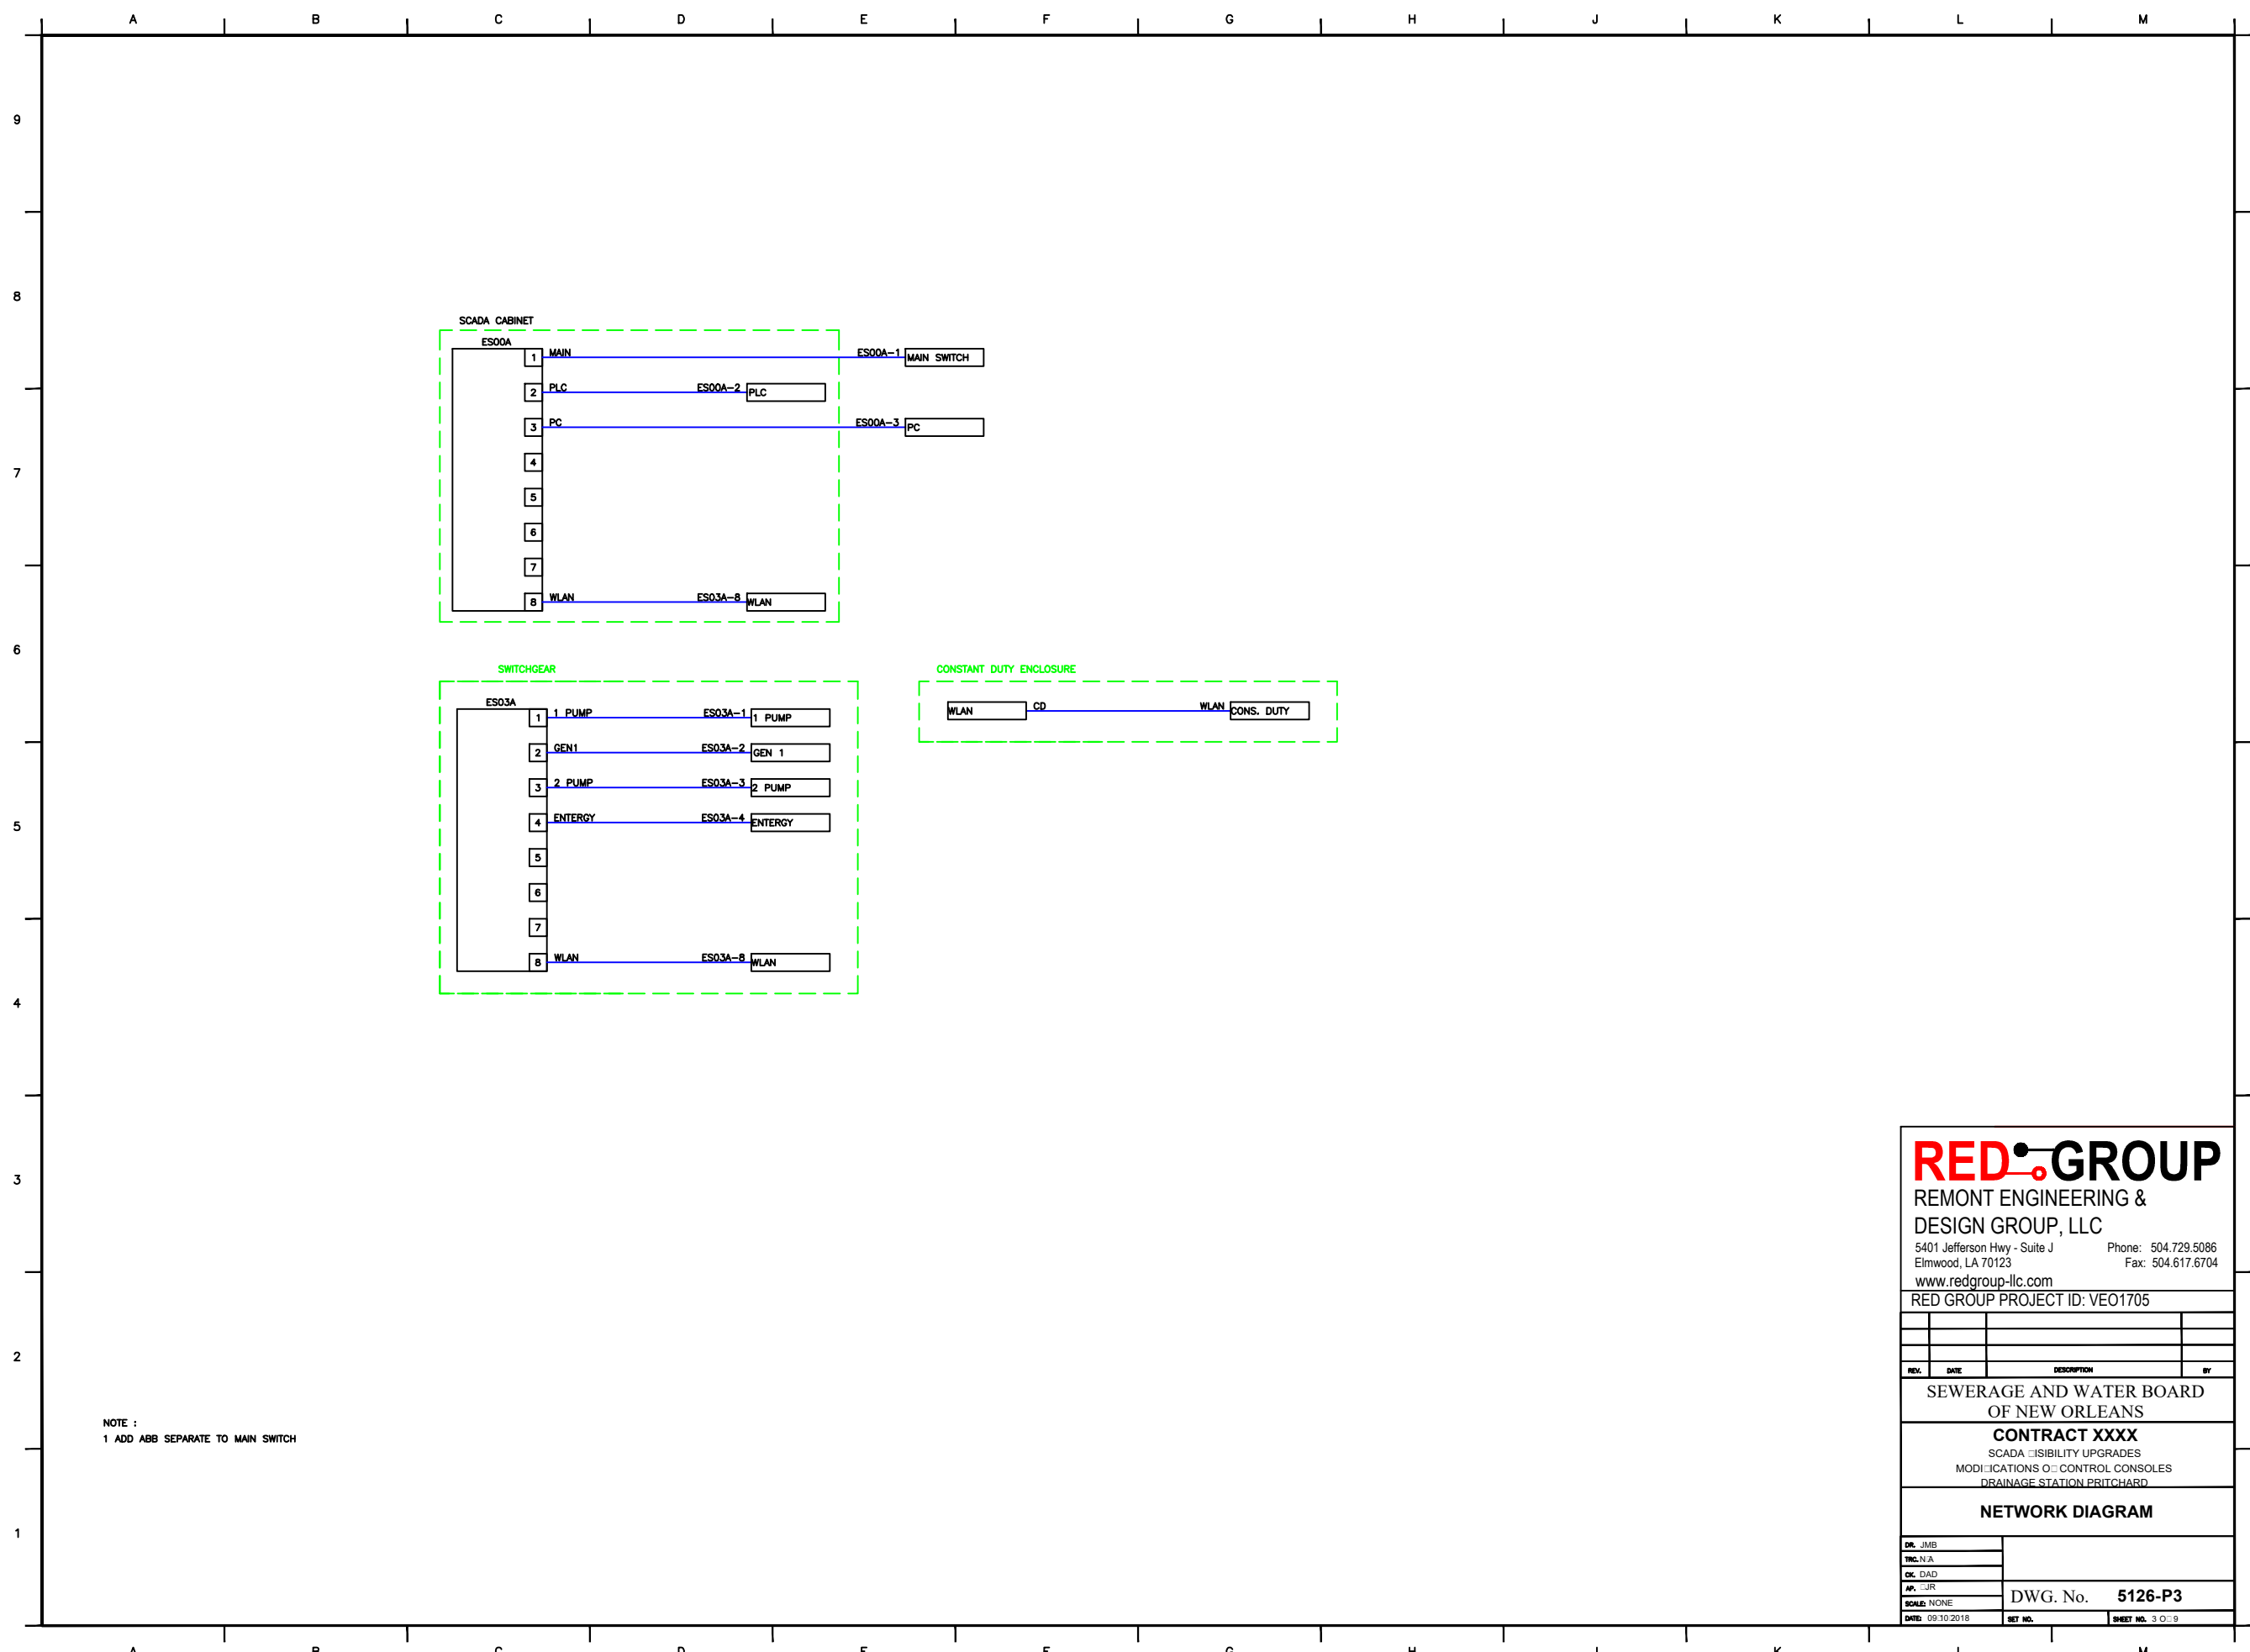 A B C D E F G H J K L M
9
8
7
6
5
4
3
2
1
SCADA CABINET
ES00A
1 MAIN ES00A-1 MAIN SWITCH
2 PLC ES00A-2 PLC
3 PC ES00A-3 PC
4
5
6
7
8 WLAN ES03A-8 WLAN
SWITCHGEAR
ES03A
1 1 PUMP ES03A-1 1 PUMP
2 GEN1 ES03A-2 GEN 1
3 2 PUMP ES03A-3 2 PUMP
4 ENTERGY ES03A-4 ENTERGY
5
6
7
8 WLAN ES03A-8 WLAN
CONSTANT DUTY ENCLOSURE
WLAN CD WLAN CONS. DUTY
NOTE :
1 ADD ABB SEPARATE TO MAIN SWITCH
RED GROUP
REMONT ENGINEERING &
DESIGN GROUP, LLC
5401 Jefferson Hwy - Suite J Phone: 504.729.5086
Elmwood, LA 70123 Fax: 504.617.6704
www.redgroup-llc.com
RED GROUP PROJECT ID: VEO1705
REV. DATE DESCRIPTION BY
SEWERAGE AND WATER BOARD
OF NEW ORLEANS
CONTRACT XXXX
SCADA □ISIBILITY UPGRADES
MODI□ICATIONS O□ CONTROL CONSOLES
DRAINAGE STATION PRITCHARD
NETWORK DIAGRAM
DR. JMB
TRC. N□A
CK. DAD
AP. □JR
SCALE: NONE
DWG. No. 5126-P3
DATE: 09□10□2018 SET NO. SHEET NO. 3 O□ 9
A B C D E F G H J K L M